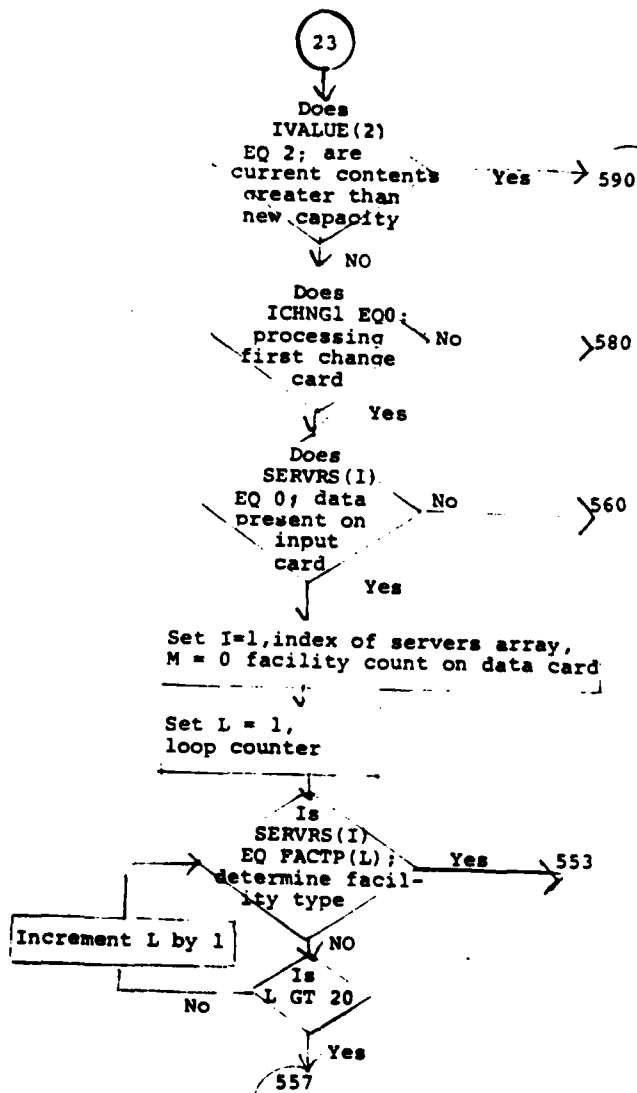 23
Does
IVALUE(2)
EQ 2; are
current contents
greater than
new capacity
Yes
590
NO
Does
ICHNG1 EQ0;
processing
first change
card
No
580
Yes
Does
SERVRS(I)
EQ 0; data
present on
input
card
No
560
Yes
Set I=1,index of servers array,
M = 0 facility count on data card
Set L = 1,
loop counter
Is
SERVRS(I)
EQ FACTP(L);
determine facil-
ity type
Yes
553
Increment L by 1
NO
Is
L GT 20
No
Yes
557